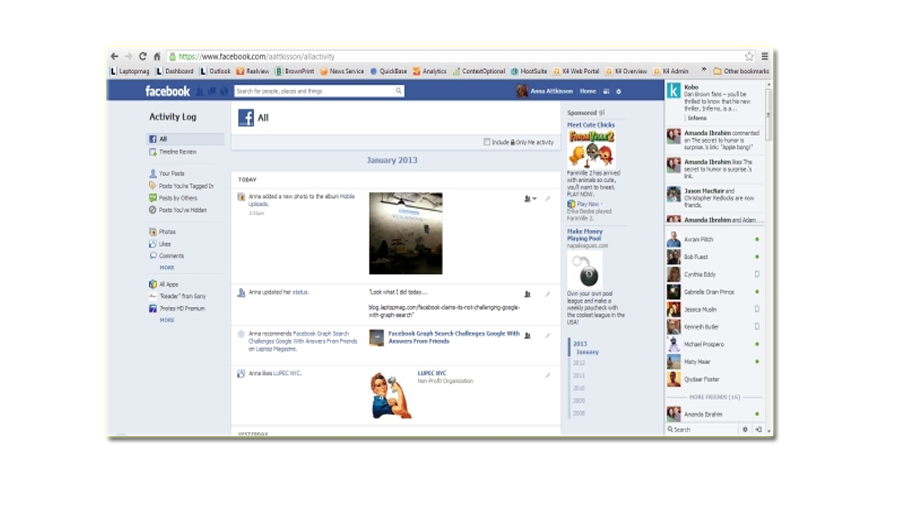 https://www.facebook.com/aattkisson/allactivity
Laptopmag. Dashboard Outlook Realview BrownPrint News Service QuickBase Analytics ContextOptional HootSuite K4 Web Portal K4 Overview K4 Admin » Other bookmarks
facebook
Search for people, places and things
Anna Attkisson Home
Activity Log
All
Timeline Review
Your Posts
Posts You're Tagged In
Posts by Others
Posts You've Hidden
Photos
Likes
Comments
MORE
All Apps
"Reader" from Sony
7notes HD Premium
MORE
All
Include Only Me activity
January 2013
TODAY
Anna added a new photo to the album Mobile
Uploads.
Anna updated her status.
"Look what I did today...
blog.laptopmag.com/facebook-claims-its-not-challenging-google-
with-graph-search"
Anna recommends Facebook Graph Search
Challenges Google With Answers From Friends
on Laptop Magazine.
Facebook Graph Search Challenges Google With
Answers From Friends
Anna likes LUPEC NYC.
LUPEC NYC
Non-Profit Organization
YESTERDAY
Sponsored
Meet Cute Chicks
FarmVille 2
FarmVille 2 has arrived
with animals so cute,
you'll want to tweet.
PLAY NOW.
Play Now ·
played
FarmVille 2.
Make Money
Playing Pool
napaleagues.com
Own your own pool
league and make a
weekly paycheck with
the coolest league in the
USA!
2013
January
2012
2011
2010
2009
2008
Kobo
Dan Brown fans – you'll be
thrilled to know that his new
thriller, Inferno, is a...
Inferno
Amanda Ibrahim commented
on The secret to humor is
surprise.'s link: "Apple bong!"
Amanda Ibrahim likes The
secret to humor is surprise.'s
link.
Jason MacNair and
Christopher Redlocks are now
friends.
Amanda Ibrahim and Adam
Avram Piltch
Bob Fuest
Cynthia Eddy
Gabrielle Orian Prince
Jessica Muslin
Kenneth Butler
Michael Prospero
Misty Maier
Qiydaar Foster
MORE FRIENDS (16)
Amanda Ibrahim
Search